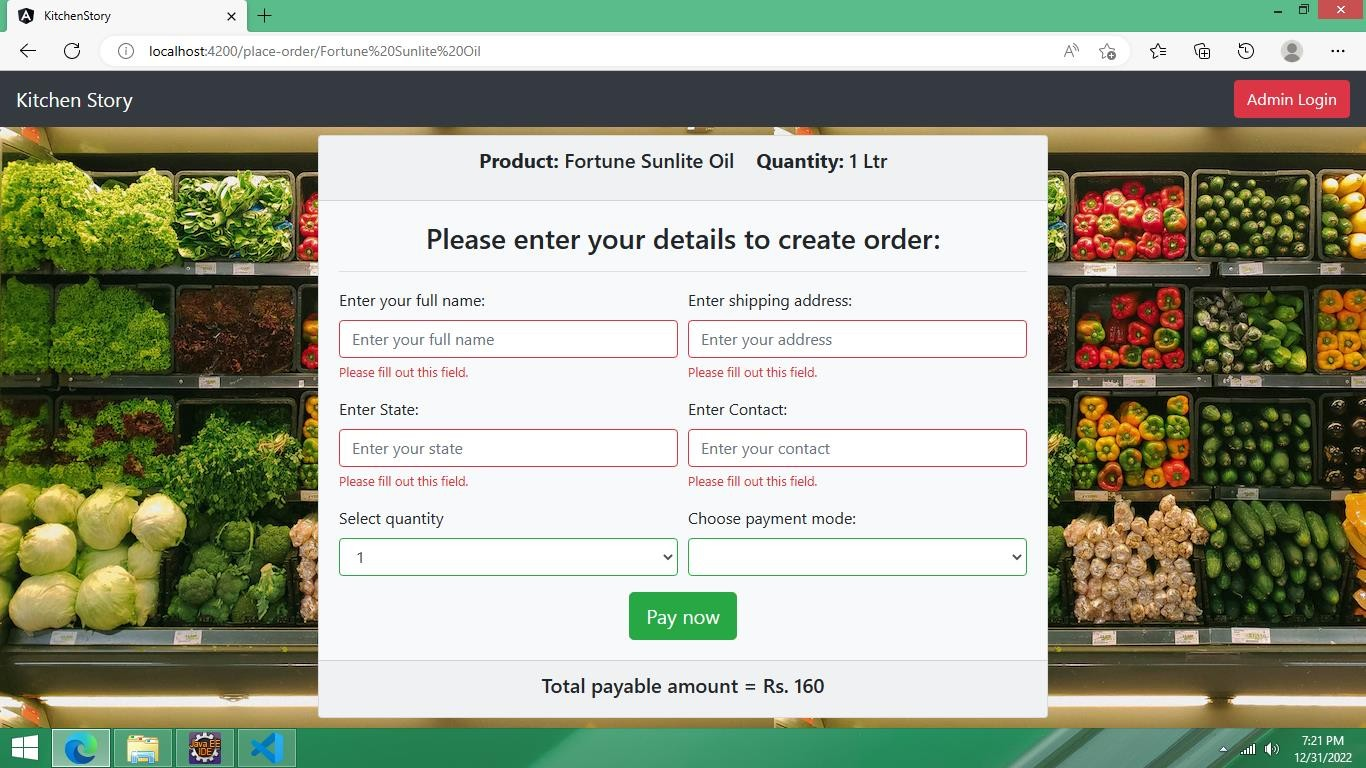 KitchenStory
localhost:4200/place-order/Fortune%20Sunlite%20Oil
Kitchen Story
Admin Login
Product: Fortune Sunlite Oil Quantity: 1 Ltr
Please enter your details to create order:
Enter your full name: Enter shipping address:
Enter your full name Enter your address
Please fill out this field. Please fill out this field.
Enter State: Enter Contact:
Enter your state Enter your contact
Please fill out this field. Please fill out this field.
Select quantity Choose payment mode:
1
Pay now
Total payable amount = Rs. 160
Java EE
IDE
7:21 PM
12/31/2022